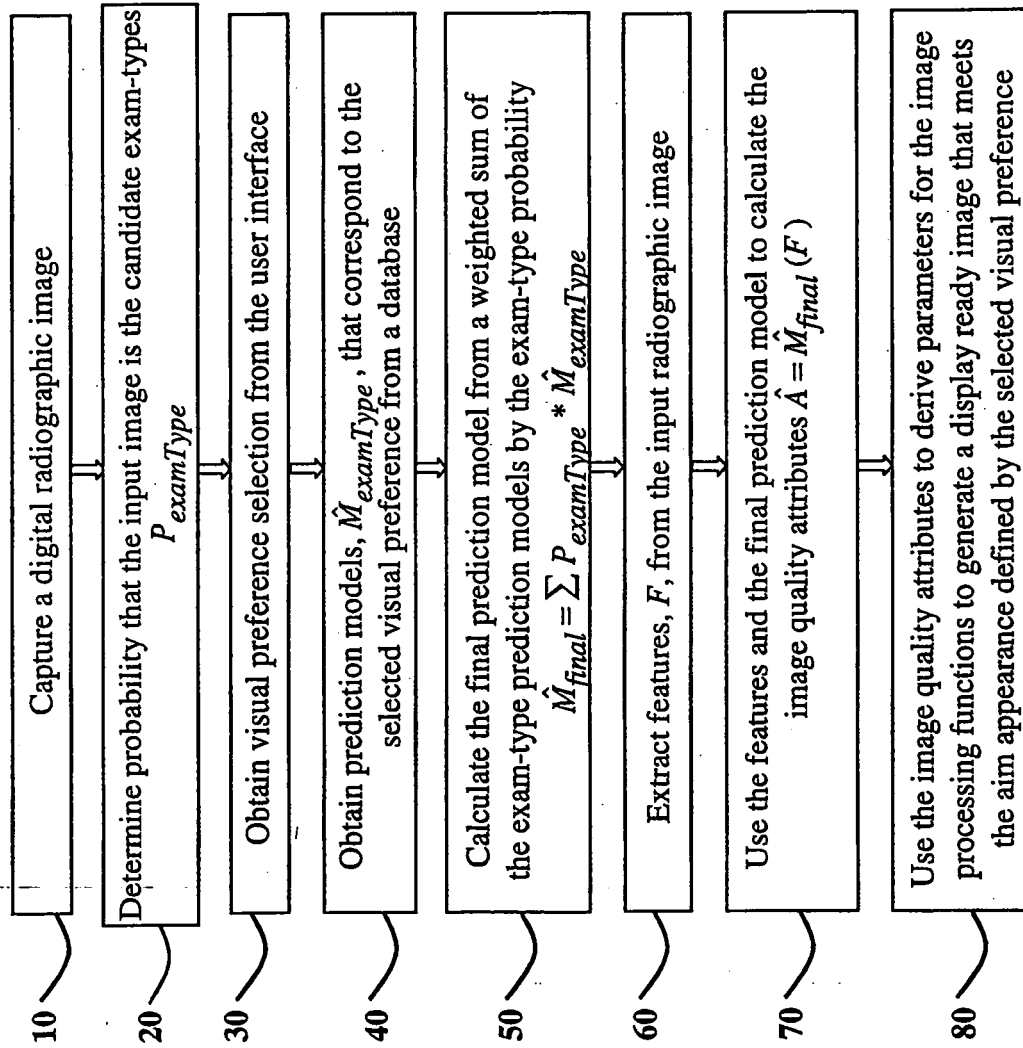 10
Capture a digital radiographic image
20
Determine probability that the input image is the candidate exam-types
P_examType
30
Obtain visual preference selection from the user interface
40
Obtain prediction models, M̂_examType, that correspond to the
selected visual preference from a database
50
Calculate the final prediction model from a weighted sum of
the exam-type prediction models by the exam-type probability
M̂_final = ∑ P_examType * M̂_examType
60
Extract features, F, from the input radiographic image
70
Use the features and the final prediction model to calculate the
image quality attributes Â = M̂_final (F)
80
Use the image quality attributes to derive parameters for the image
processing functions to generate a display ready image that meets
the aim appearance defined by the selected visual preference